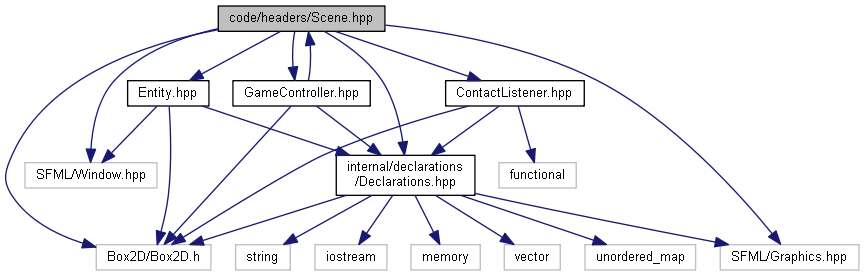 code/headers/Scene.hpp
Entity.hpp
GameController.hpp
ContactListener.hpp
SFML/Window.hpp
internal/declarations
/Declarations.hpp
functional
Box2D/Box2D.h
string
iostream
memory
vector
unordered_map
SFML/Graphics.hpp